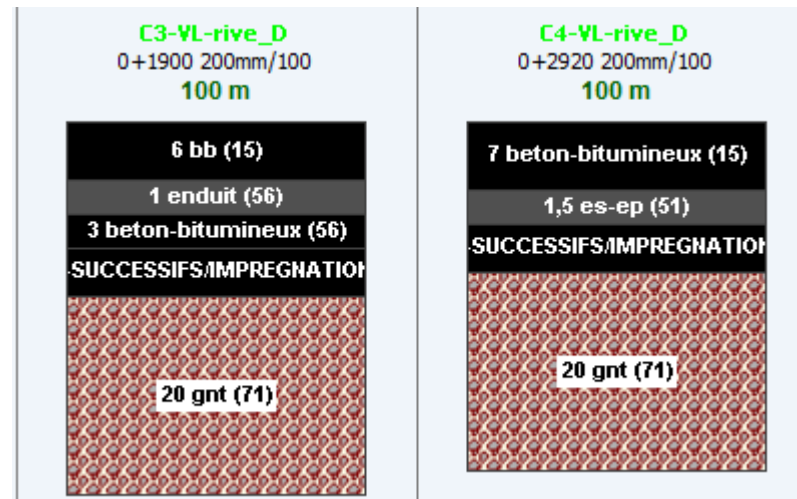 C3-VL-rive_D
0+1900 200mm/100
100 m
6 bb (15)
1 enduit (56)
3 beton-bitumineux (56)
-SUCCESSIFS/IMPREGNATION
20 gnt (71)
C4-VL-rive_D
0+2920 200mm/100
100 m
7 beton-bitumineux (15)
1,5 es-ep (51)
-SUCCESSIFS/IMPREGNATION
20 gnt (71)